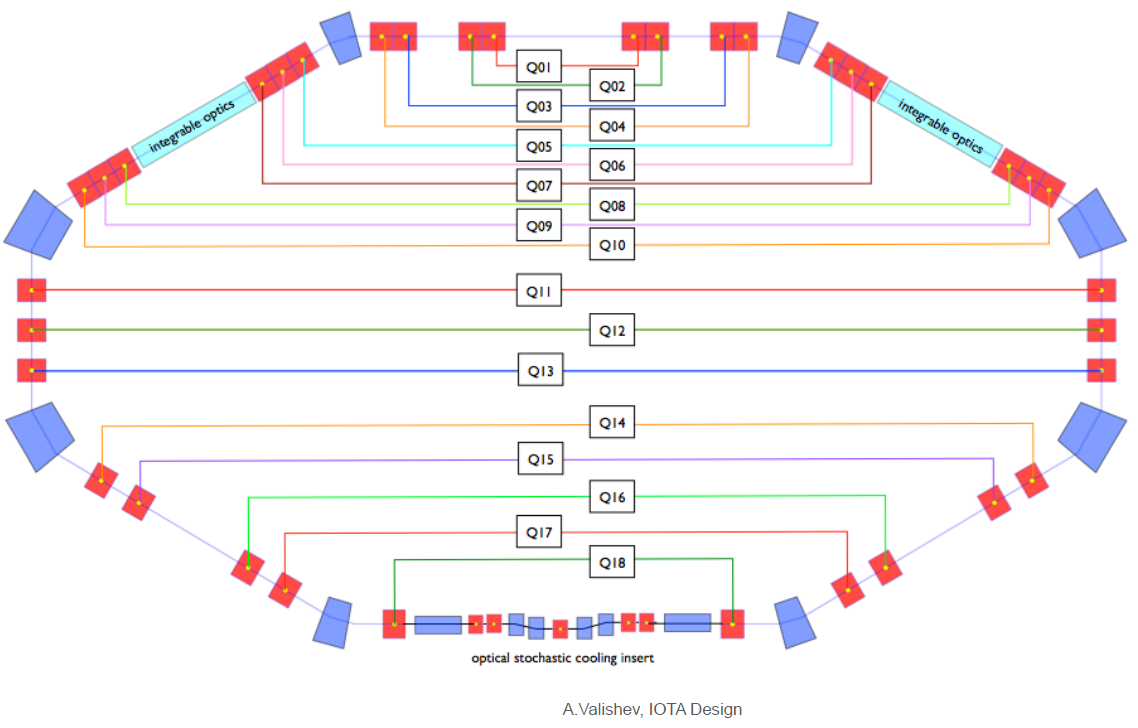 Q01
Q02
Q03
Q04
integrable optics
integrable optics
Q05
Q06
Q07
Q08
Q09
Q10
Q11
Q12
Q13
Q14
Q15
Q16
Q17
Q18
optical stochastic cooling insert
A.Valishev, IOTA Design